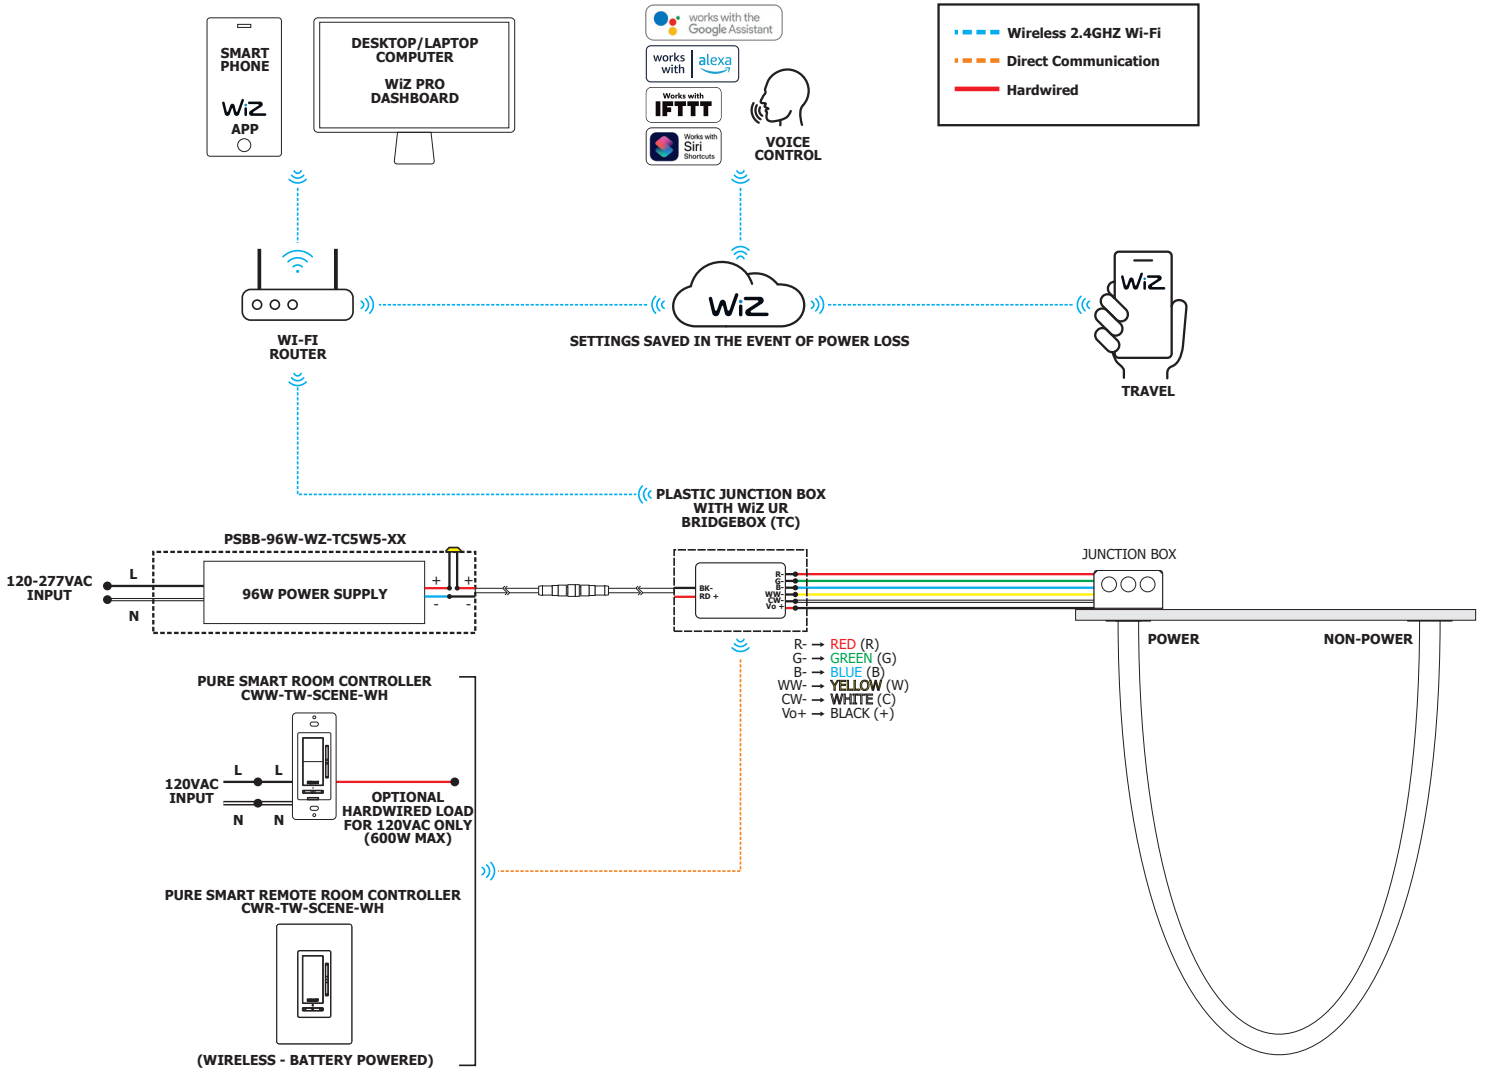 SMART
PHONE
WiZ
APP
DESKTOP/LAPTOP
COMPUTER
WiZ PRO
DASHBOARD
works with the
Google Assistant
works
with
alexa
Works with
IFTTT
Works with
Siri
Shortcuts
VOICE
CONTROL
Wireless 2.4GHZ Wi-Fi
Direct Communication
Hardwired
WI-FI
ROUTER
WiZ
SETTINGS SAVED IN THE EVENT OF POWER LOSS
WiZ
TRAVEL
PLASTIC JUNCTION BOX
WITH WiZ UR
BRIDGEBOX (TC)
PSBB-96W-WZ-TC5W5-XX
120-277VAC
INPUT
L
N
96W POWER SUPPLY
+ +
- -
BK-
RD +
R-
G-
B-
WW-
CW-
Vo +
JUNCTION BOX
POWER
NON-POWER
R- → RED (R)
G- → GREEN (G)
B- → BLUE (B)
WW- → YELLOW (W)
CW- → WHITE (C)
Vo+ → BLACK (+)
PURE SMART ROOM CONTROLLER
CWW-TW-SCENE-WH
120VAC
INPUT
L L
N N
OPTIONAL
HARDWIRED LOAD
FOR 120VAC ONLY
(600W MAX)
PURE SMART REMOTE ROOM CONTROLLER
CWR-TW-SCENE-WH
(WIRELESS - BATTERY POWERED)